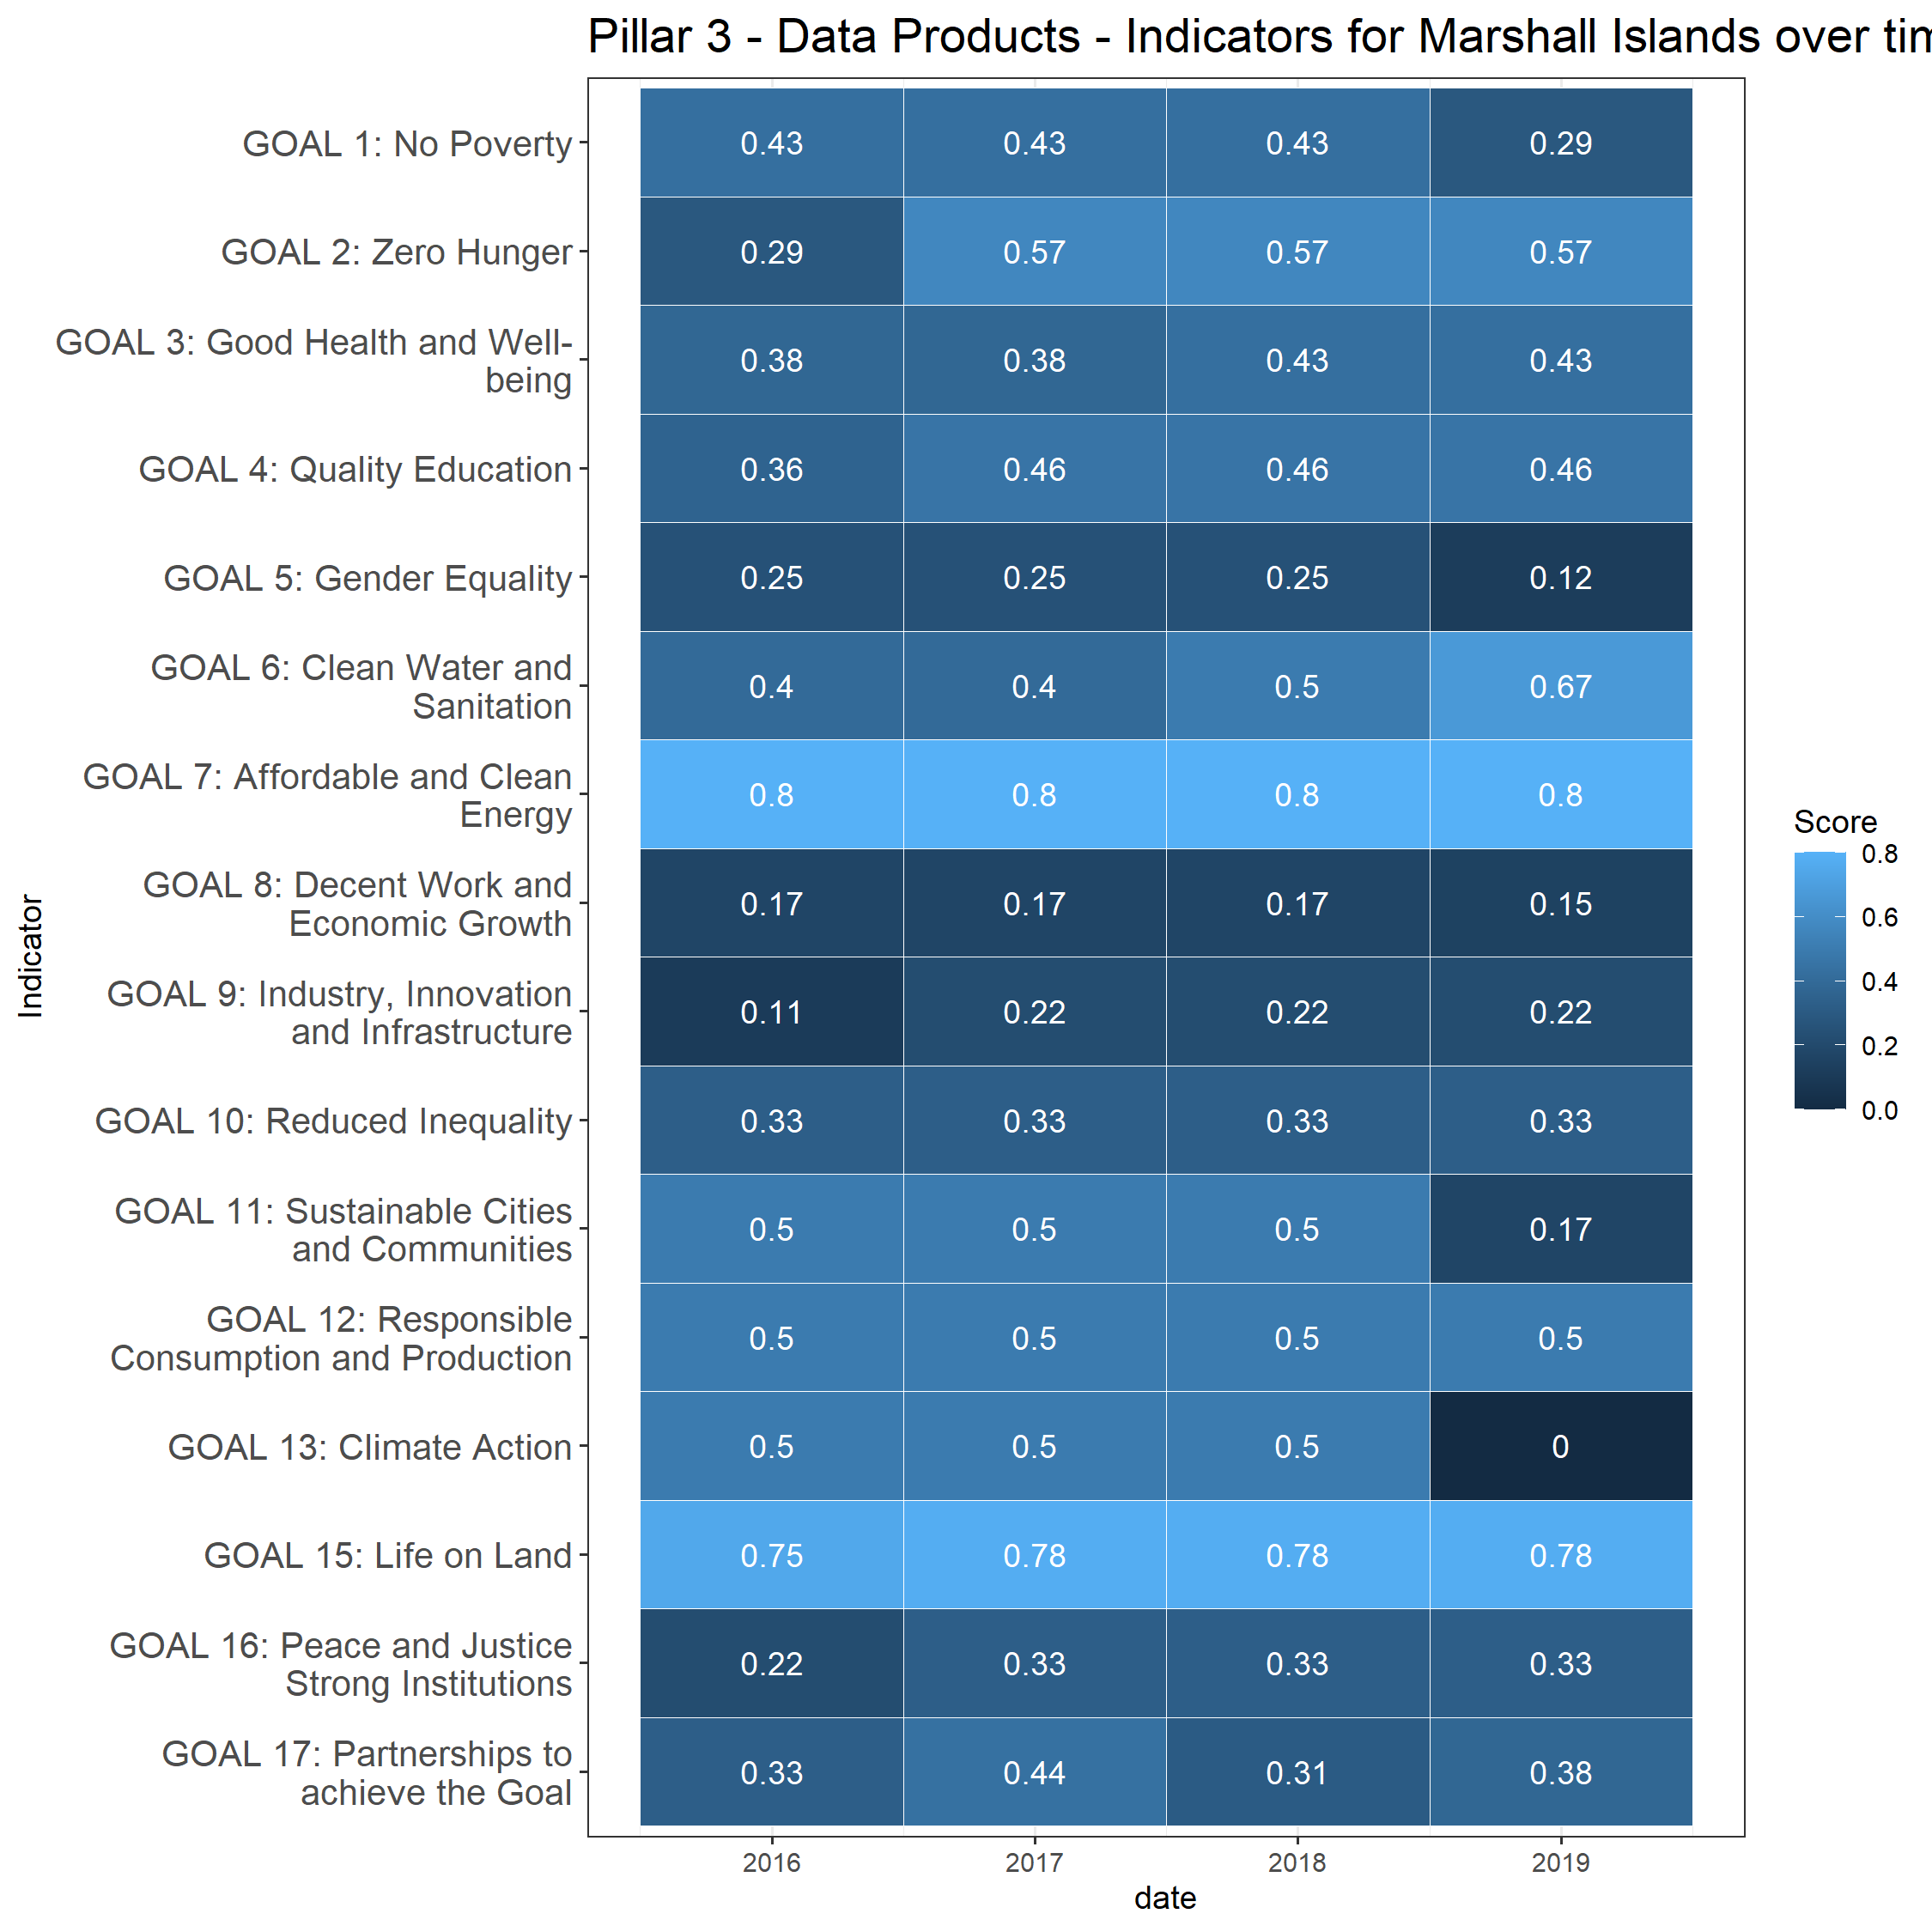 Pillar 3 - Data Products - Indicators for Marshall Islands over tim
GOAL 1: No Poverty
0.43 0.43 0.43 0.29
GOAL 2: Zero Hunger
0.29 0.57 0.57 0.57
GOAL 3: Good Health and Well-
being
0.38 0.38 0.43 0.43
GOAL 4: Quality Education
0.36 0.46 0.46 0.46
GOAL 5: Gender Equality
0.25 0.25 0.25 0.12
GOAL 6: Clean Water and
Sanitation
0.4 0.4 0.5 0.67
GOAL 7: Affordable and Clean
Energy
0.8 0.8 0.8 0.8
GOAL 8: Decent Work and
Economic Growth
0.17 0.17 0.17 0.15
GOAL 9: Industry, Innovation
and Infrastructure
0.11 0.22 0.22 0.22
GOAL 10: Reduced Inequality
0.33 0.33 0.33 0.33
GOAL 11: Sustainable Cities
and Communities
0.5 0.5 0.5 0.17
GOAL 12: Responsible
Consumption and Production
0.5 0.5 0.5 0.5
GOAL 13: Climate Action
0.5 0.5 0.5 0
GOAL 15: Life on Land
0.75 0.78 0.78 0.78
GOAL 16: Peace and Justice
Strong Institutions
0.22 0.33 0.33 0.33
GOAL 17: Partnerships to
achieve the Goal
0.33 0.44 0.31 0.38
2016 2017 2018 2019
date
Indicator
Score
0.8
0.6
0.4
0.2
0.0